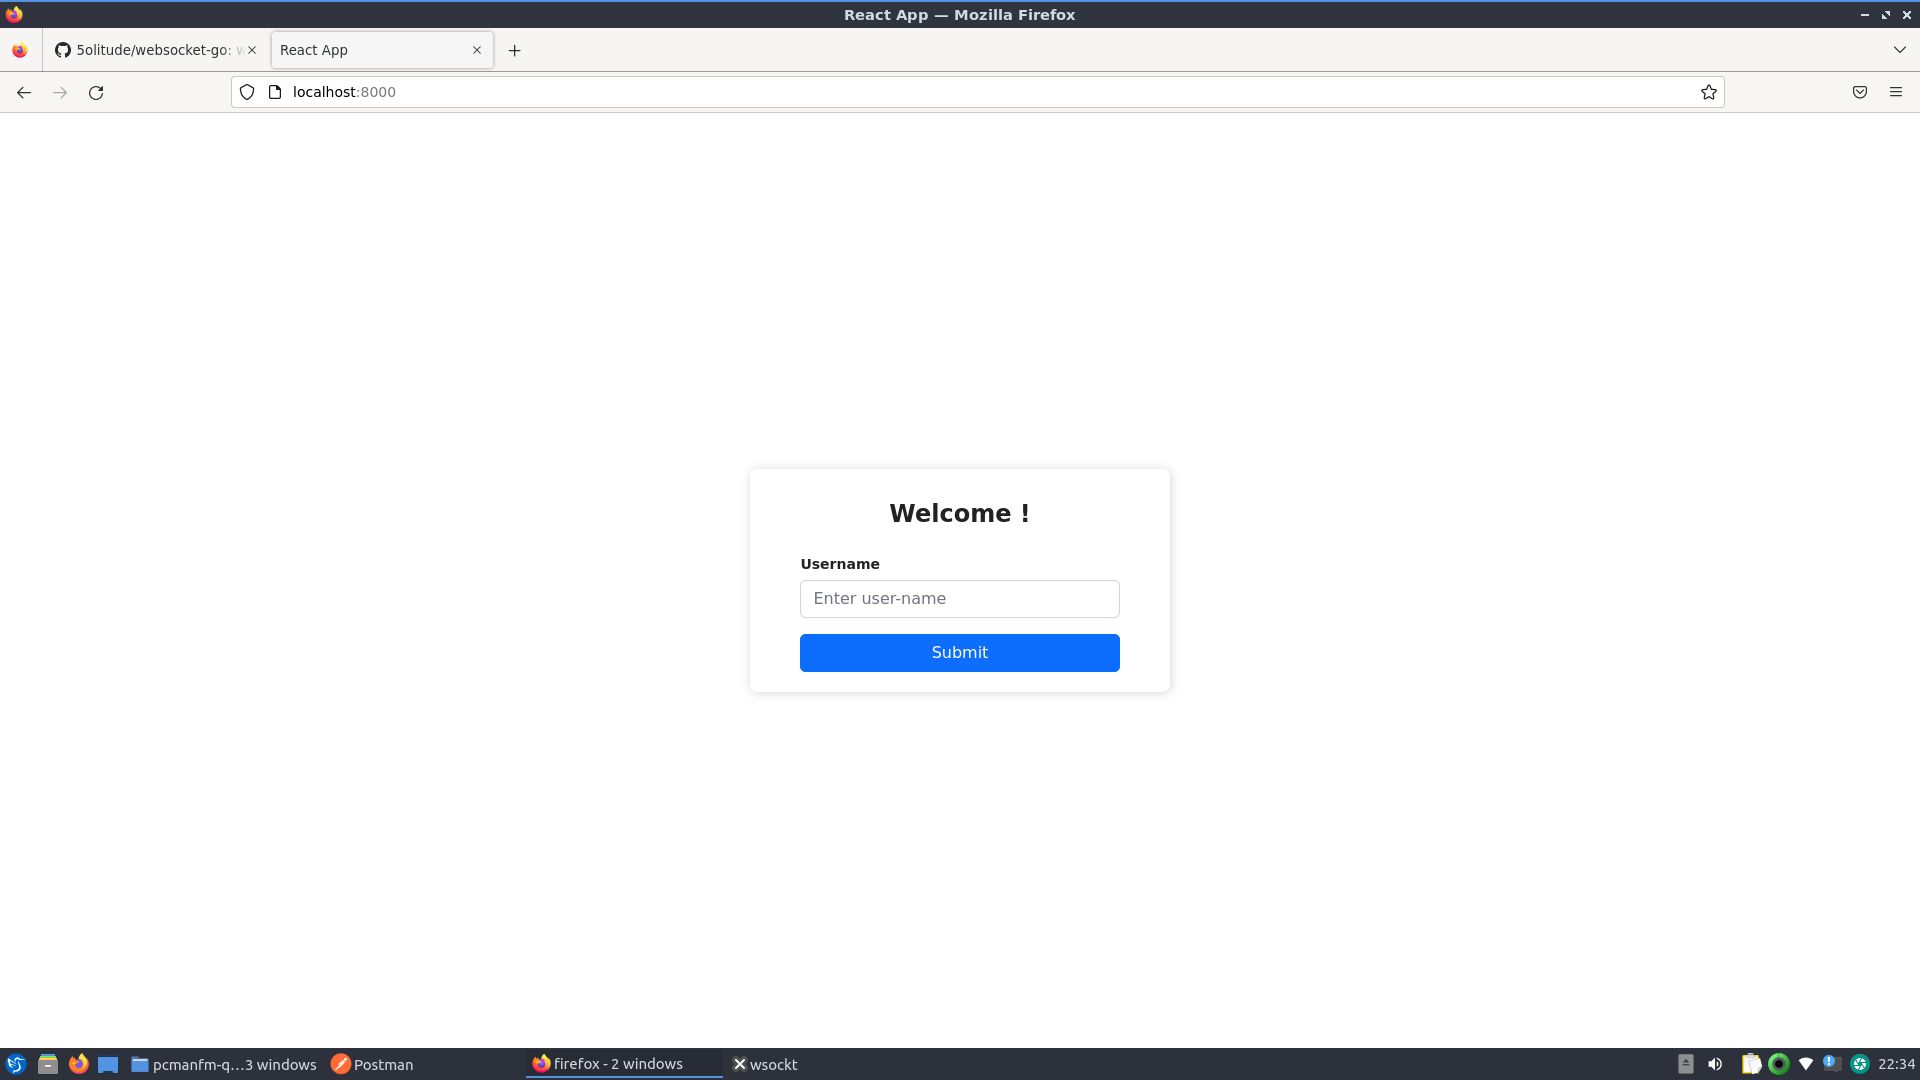 React App — Mozilla Firefox
5olitude/websocket-go:
React App
localhost:8000
Welcome !
Username
Enter user-name
Submit
pcmanfm-q...3 windows
Postman
firefox - 2 windows
wsockt
22:34